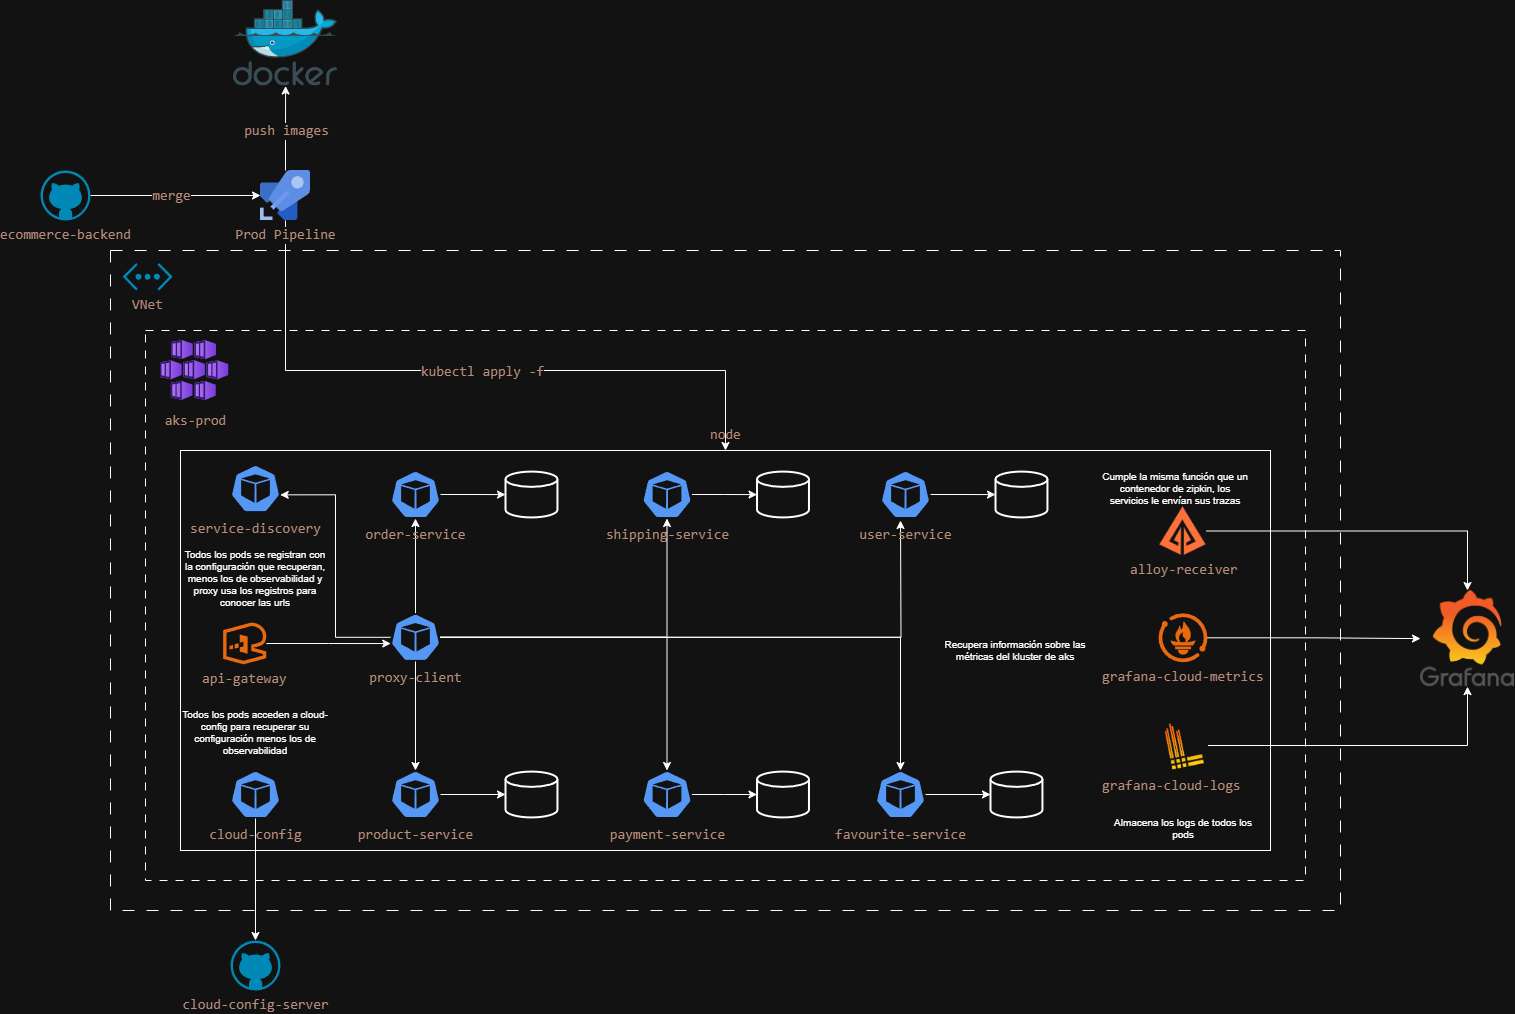 docker
push images
merge
ecommerce-backend
Prod Pipeline
VNet
kubectl apply -f
aks-prod
node
service-discovery
order-service
shipping-service
user-service
Cumple la misma función que un
contenedor de zipkin, los
servicios le envían sus trazas
alloy-receiver
Todos los pods se registran con
la configuración que recuperan,
menos los de observabilidad y
proxy usa los registros para
conocer las urls
api-gateway
proxy-client
Recupera información sobre las
métricas del kluster de aks
grafana-cloud-metrics
Grafana
Todos los pods acceden a cloud-
config para recuperar su
configuración menos los de
observabilidad
grafana-cloud-logs
cloud-config
product-service
payment-service
favourite-service
Almacena los logs de todos los
pods
cloud-config-server